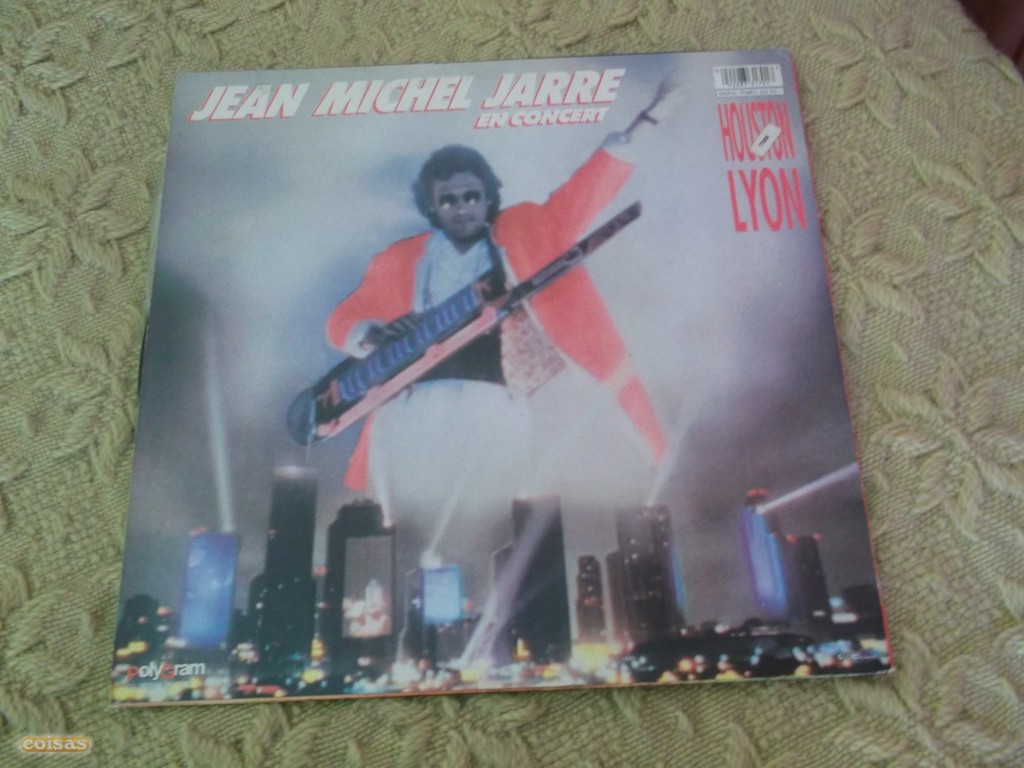 JEAN MICHEL JARRE
EN CONCERT
HOUSTON
LYON
polyGram
coisas